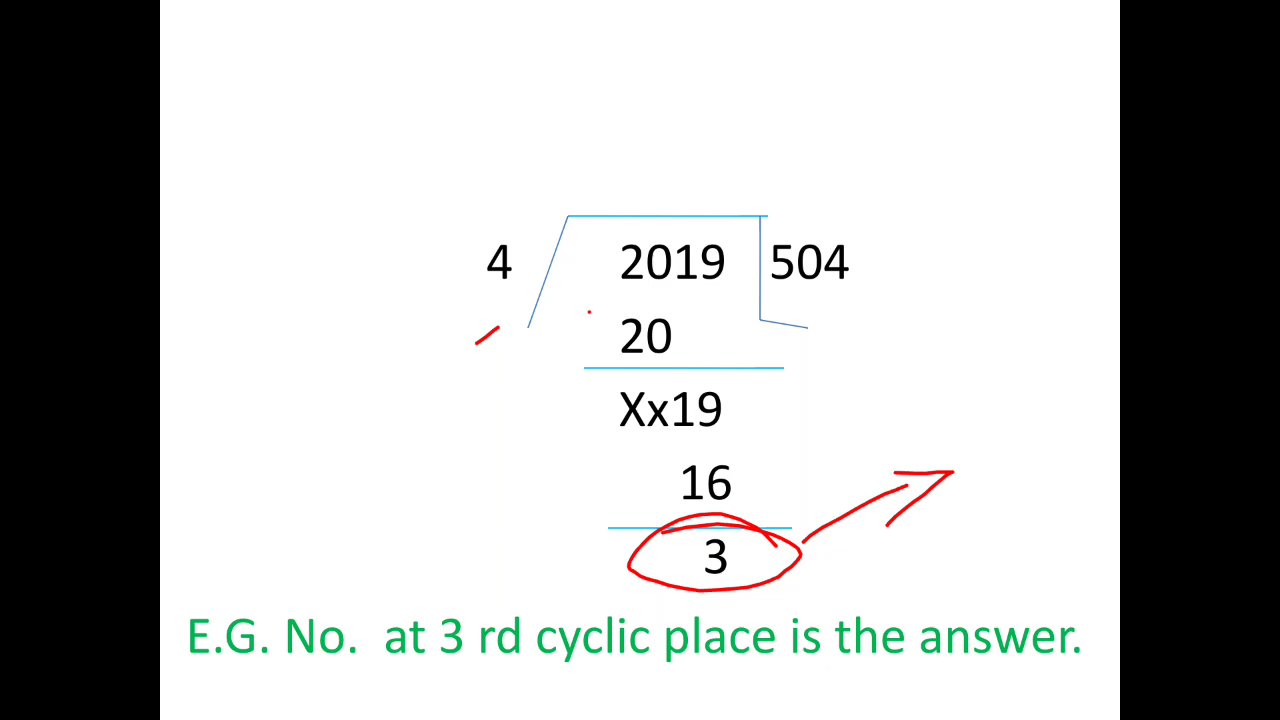 4 2019 504
20
Xx19
16
3
E.G. No. at 3 rd cyclic place is the answer.